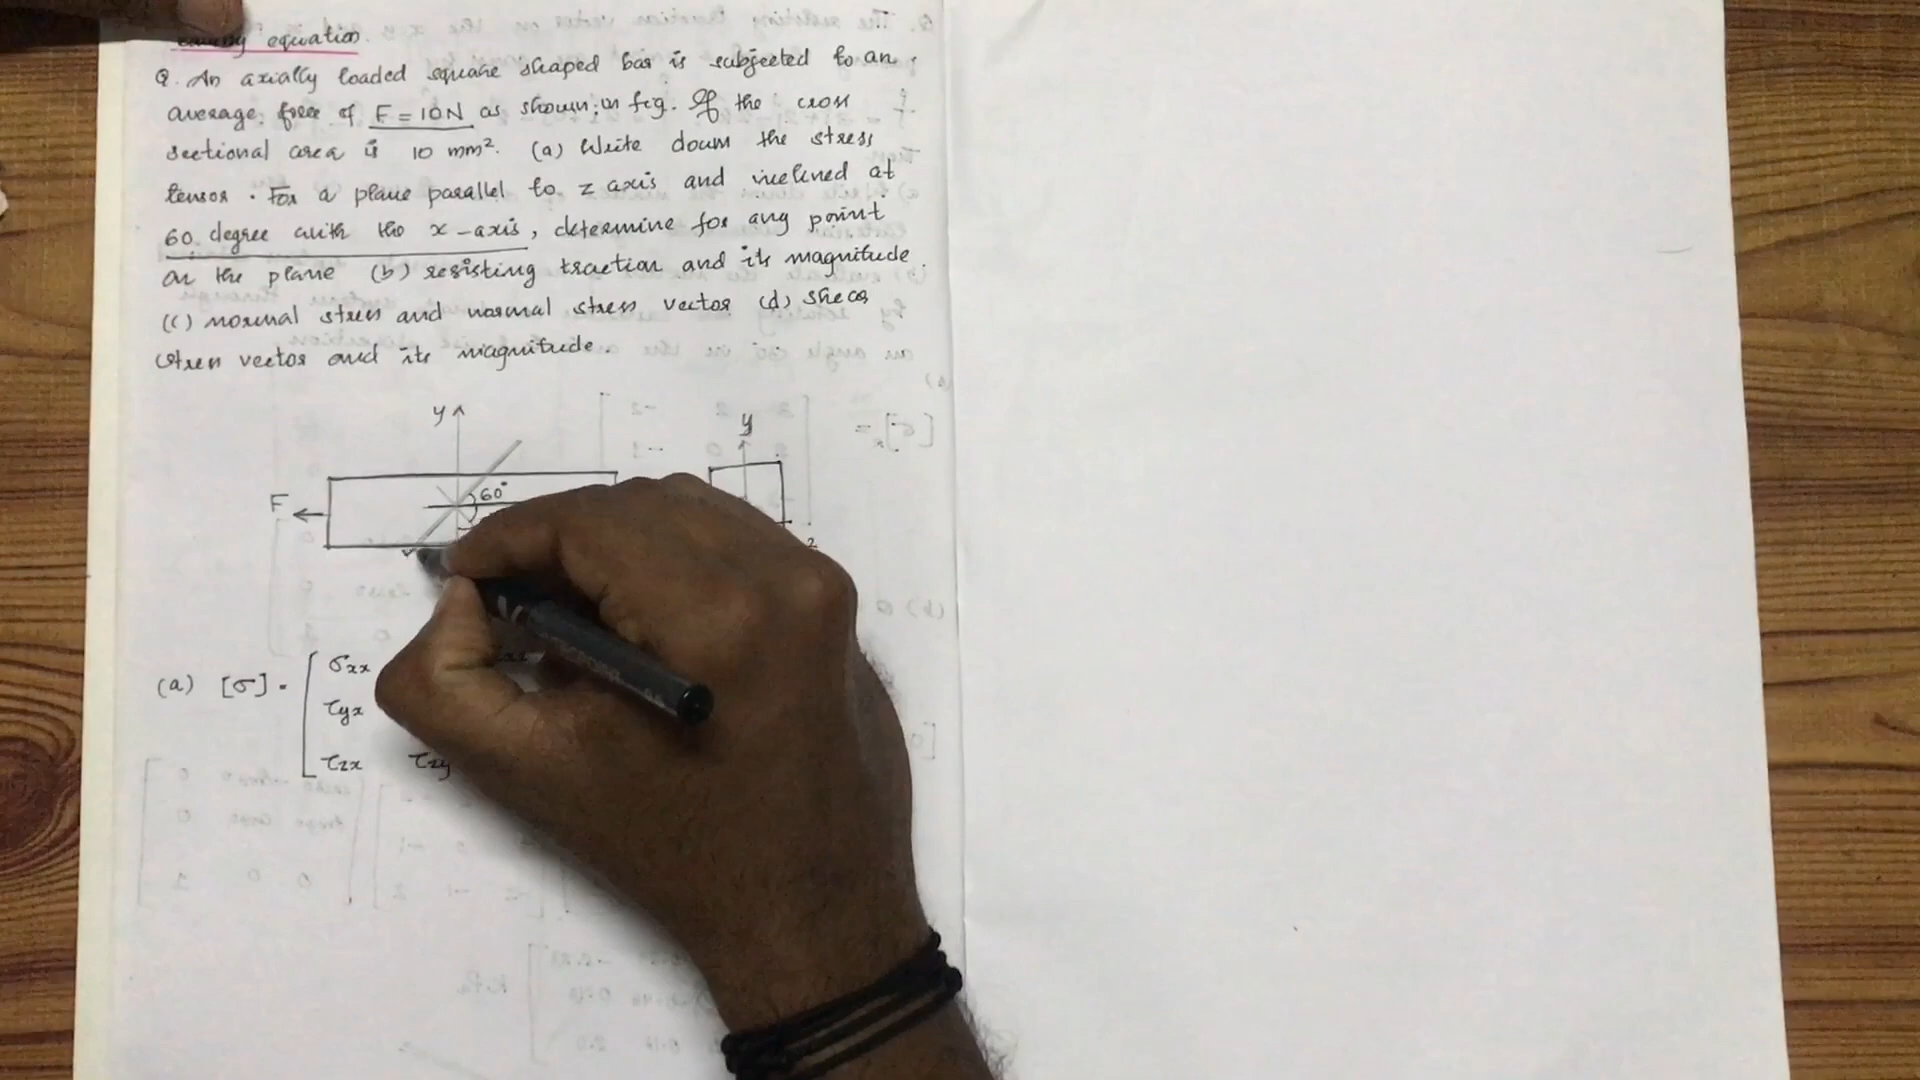 Cauchy equation.
Q. An axially loaded square shaped bar is subjected to an
average force of F = 10N as shown in fig. If the cross
sectional area is 10 mm². (a) Write down the stress
tensor. For a plane parallel to z axis and inclined at
60 degree with the x-axis, determine for any point
on the plane (b) resisting traction and its magnitude.
(c) normal stress and normal stress vector (d) shear
stress vector and its magnitude.
y y
60°
F
z
(a) [σ] = σxx
τyx
τzx τzy